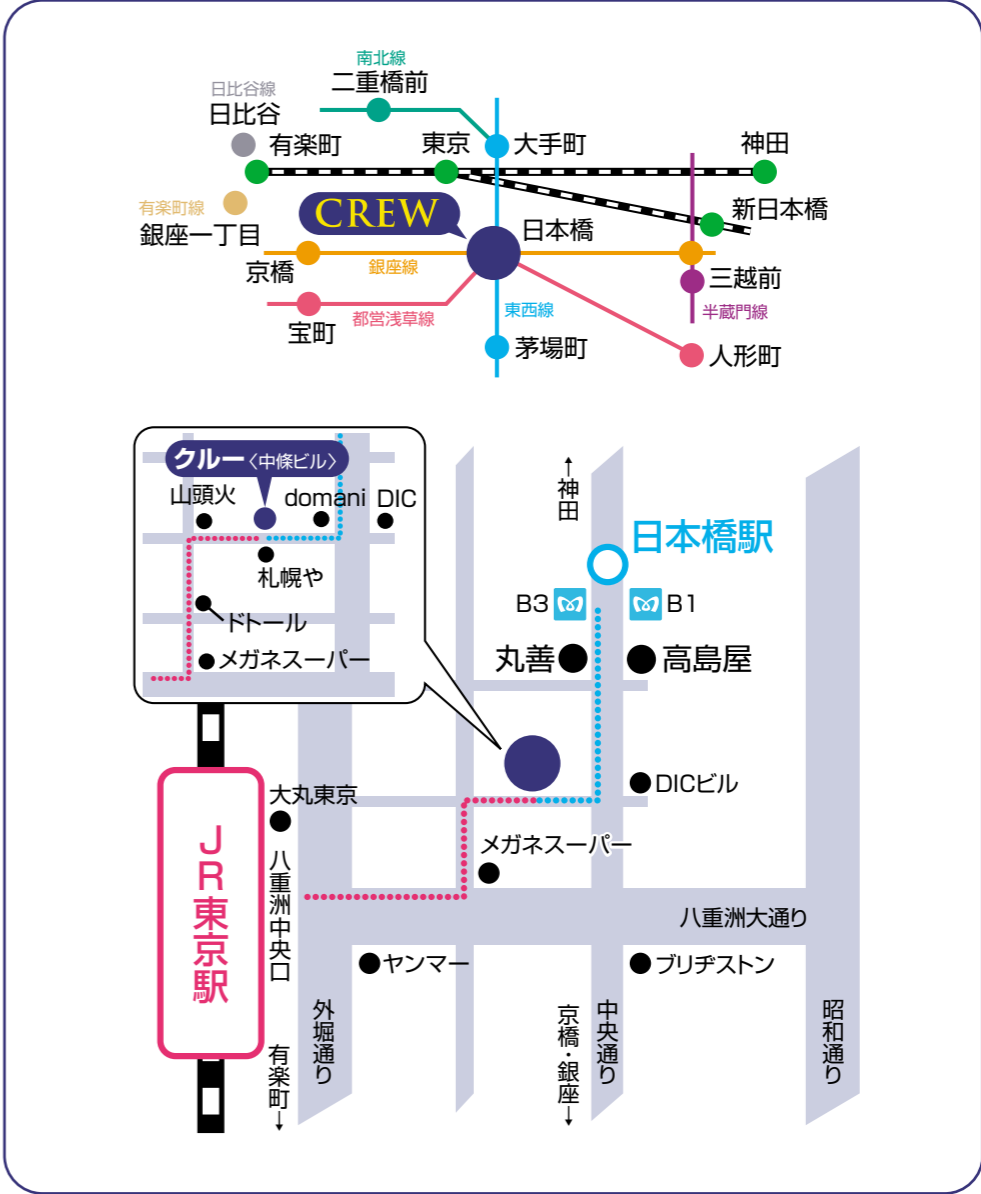 南北線
二重橋前
日比谷線
日比谷
有楽町
東京
大手町
神田
有楽町線
銀座一丁目
CREW
日本橋
新日本橋
京橋
銀座線
三越前
宝町
都営浅草線
東西線
半蔵門線
茅場町
人形町
クルー〈中條ビル〉
山頭火
domani
DIC
札幌や
ドトール
メガネスーパー
←神田
日本橋駅
B3
B1
丸善
高島屋
大丸東京
DICビル
メガネスーパー
JR東京駅
八重洲中央口
八重洲大通り
ヤンマー
ブリヂストン
外堀通り
有楽町→
京橋・銀座→
中央通り
昭和通り